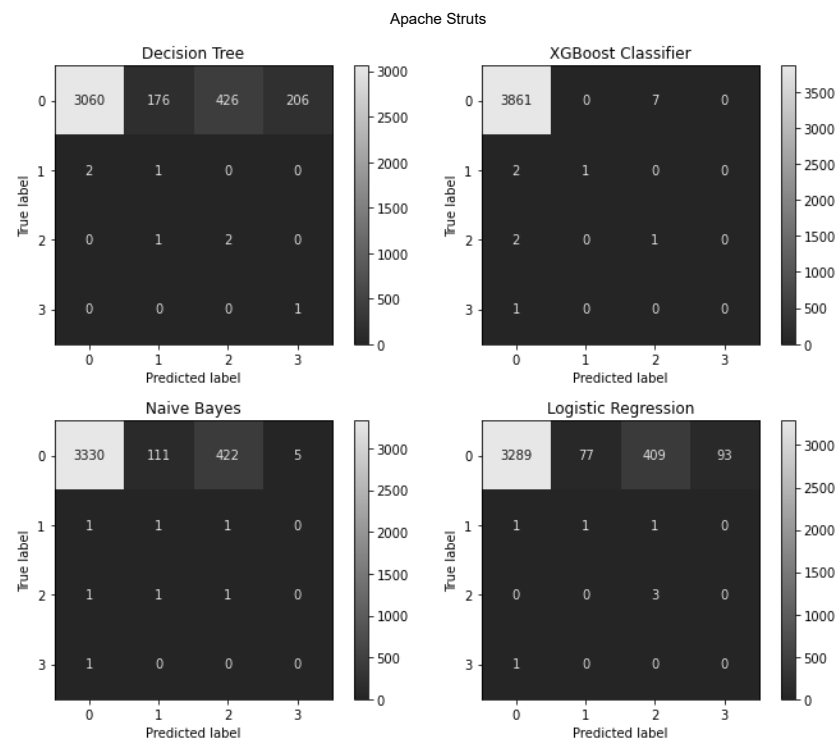 Apache Struts
Decision Tree
XGBoost Classifier
0 3060 176 426 206
1 2 1 0 0
2 0 1 2 0
3 0 0 0 1
0 1 2 3
True label
Predicted label
3000
2500
2000
1500
1000
500
0
0 3861 0 7 0
1 2 1 0 0
2 2 0 1 0
3 1 0 0 0
0 1 2 3
True label
Predicted label
3500
3000
2500
2000
1500
1000
500
0
Naive Bayes
Logistic Regression
0 3330 111 422 5
1 1 1 1 0
2 1 1 1 0
3 1 0 0 0
0 1 2 3
True label
Predicted label
3000
2500
2000
1500
1000
500
0
0 3289 77 409 93
1 1 1 1 0
2 0 0 3 0
3 1 0 0 0
0 1 2 3
True label
Predicted label
3000
2500
2000
1500
1000
500
0